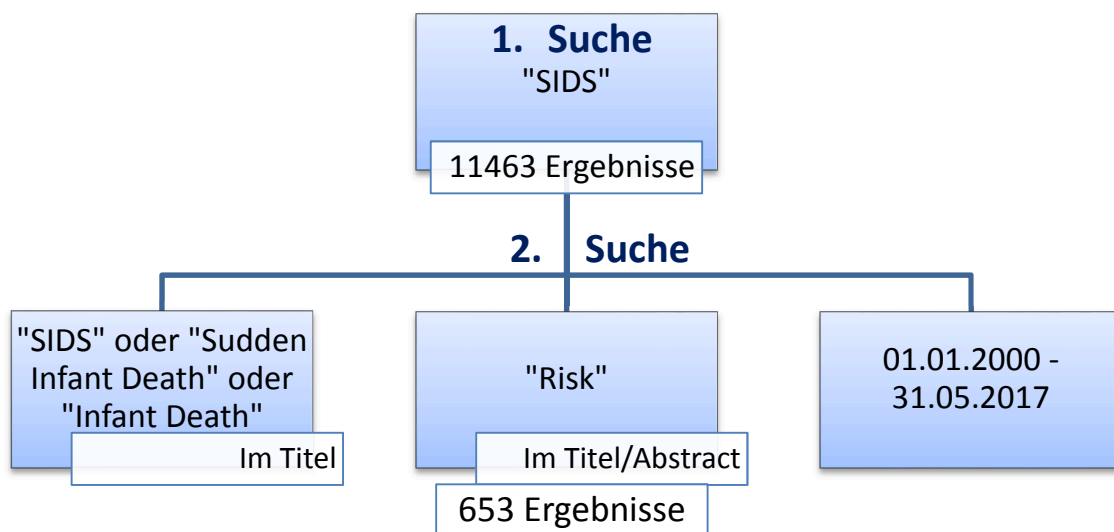 1. Suche
"SIDS"
11463 Ergebnisse
2. Suche
"SIDS" oder "Sudden
Infant Death" oder
"Infant Death"
Im Titel
"Risk"
Im Titel/Abstract
653 Ergebnisse
01.01.2000 -
31.05.2017